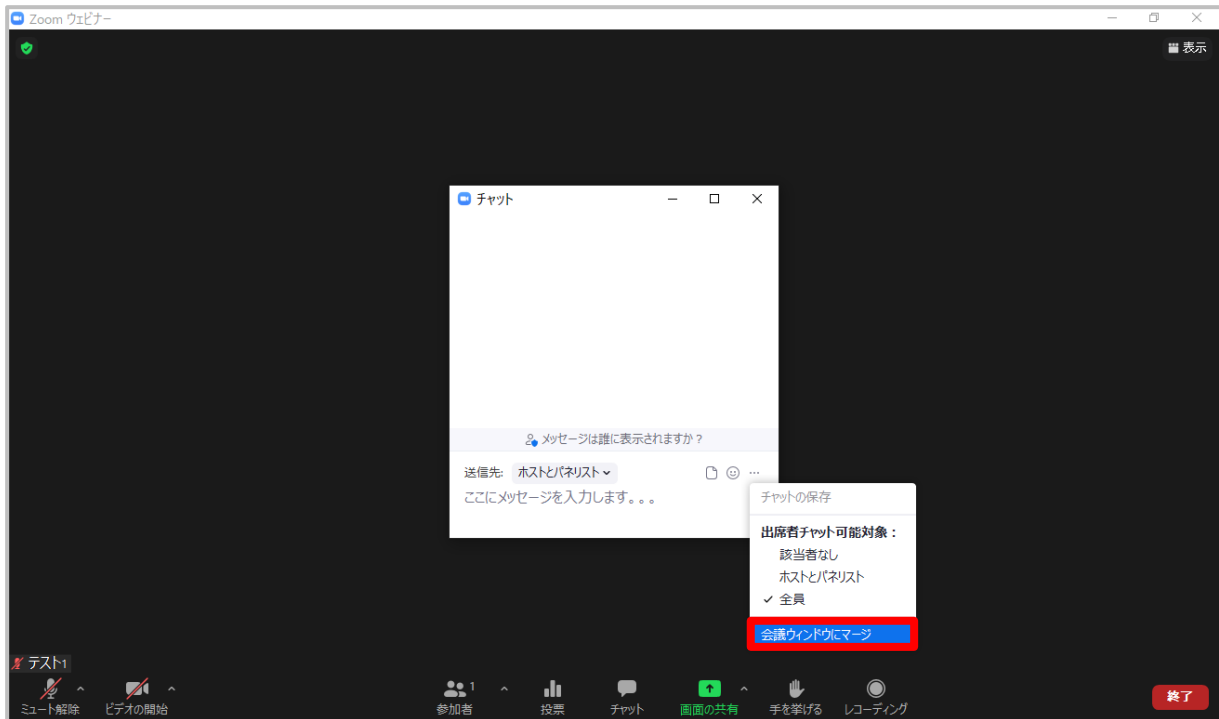 Zoom ウェビナー
表示
チャット
メッセージは誰に表示されますか？
送信先: ホストとパネリスト
ここにメッセージを入力します。。。
チャットの保存
出席者チャット可能対象：
該当者なし
ホストとパネリスト
全員
会議ウィンドウにマージ
テスト1
ミュート解除
ビデオの開始
1
参加者
投票
チャット
画面の共有
手を挙げる
レコーディング
終了